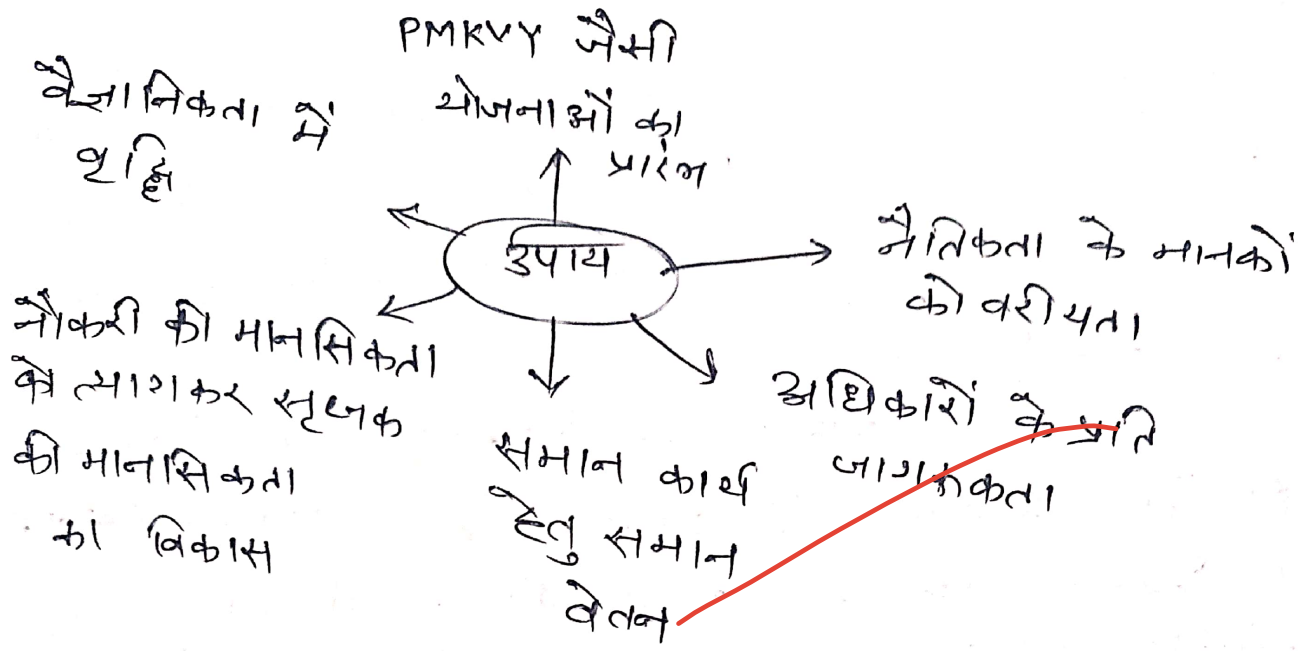 PMKVY जैसी
योजनाओं का
प्रारंभ
वैज्ञानिकता में
वृद्धि
उपाय
नैतिकता के मानकों
को वरीयता
नौकरी की मानसिकता
को त्यागकर सृजक
की मानसिकता
का विकास
समान कार्य
हेतु समान
वेतन
अधिकारों के प्रति
जागरूकता